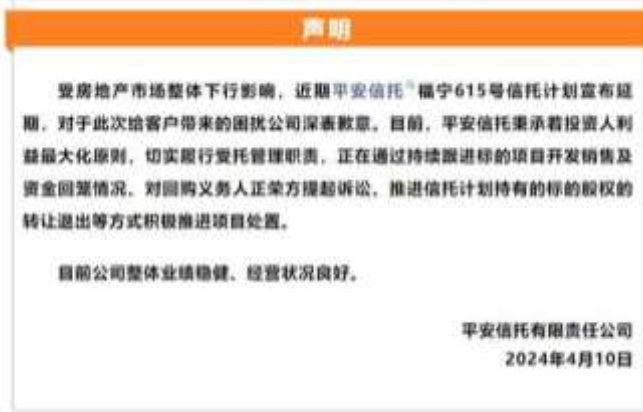 声明
受房地产市场整体下行影响，近期平安信托福宁615号信托计划宣布延
期，对于此次给客户带来的困扰公司深表歉意。目前，平安信托秉承着投资人利
益最大化原则，切实履行受托管理职责，正在通过持续跟进标的项目开发销售及
资金回笼情况、对回购义务人正荣方提起诉讼、推进信托计划持有的标的股权的
转让退出等方式积极推进项目处置。
目前公司整体业绩稳健、经营状况良好。
平安信托有限责任公司
2024年4月10日